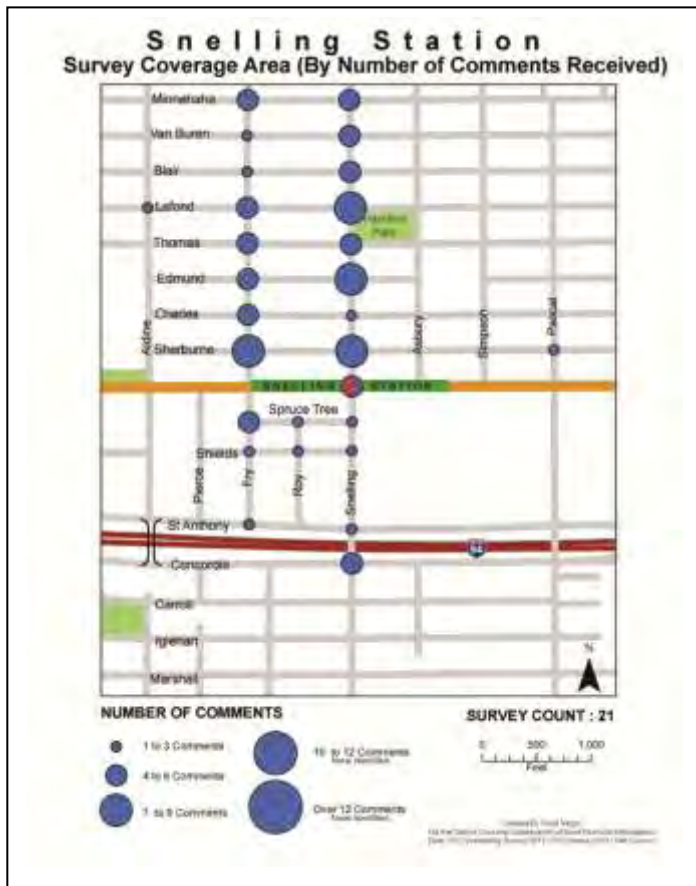 Snelling Station
Survey Coverage Area (By Number of Comments Received)
Minnehaha
Van Buren
Blair
Lafond
Park
Thomas
Edmund
Charles
Aldine
Asbury
Simpson
Pascal
Sherburne
SNELLING STATION
Spruce Tree
Shields
Pierce
Fry
Roy
Snelling
St Anthony
Concordia
Carroll
Iglehart
Marshall
N
NUMBER OF COMMENTS
SURVEY COUNT : 21
1 to 3 Comments
4 to 6 Comments
7 to 9 Comments
10 to 12 Comments
Over 12 Comments
0 500 1,000
Feet